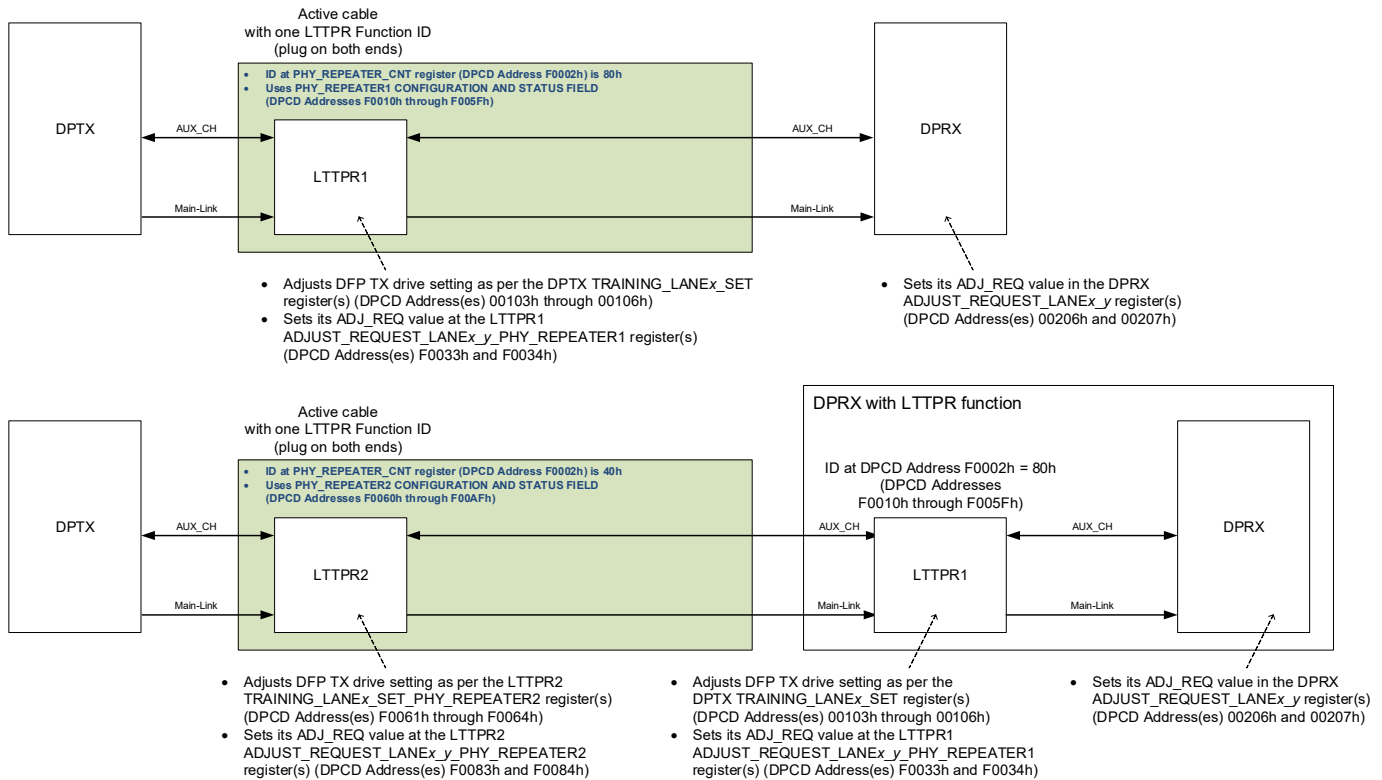 Active cable
with one LTTPR Function ID
(plug on both ends)
• ID at PHY_REPEATER_CNT register (DPCD Address F0002h) is 80h
• Uses PHY_REPEATER1 CONFIGURATION AND STATUS FIELD
(DPCD Addresses F0010h through F005Fh)
DPTX
AUX_CH
Main-Link
LTTPR1
AUX_CH
Main-Link
DPRX
• Adjusts DFP TX drive setting as per the DPTX TRAINING_LANEx_SET
register(s) (DPCD Address(es) 00103h through 00106h)
• Sets its ADJ_REQ value at the LTTPR1
ADJUST_REQUEST_LANEx_y_PHY_REPEATER1 register(s)
(DPCD Address(es) F0033h and F0034h)
• Sets its ADJ_REQ value in the DPRX
ADJUST_REQUEST_LANEx_y register(s)
(DPCD Address(es) 00206h and 00207h)
Active cable
with one LTTPR Function ID
(plug on both ends)
• ID at PHY_REPEATER_CNT register (DPCD Address F0002h) is 40h
• Uses PHY_REPEATER2 CONFIGURATION AND STATUS FIELD
(DPCD Addresses F0060h through F00AFh)
DPTX
AUX_CH
Main-Link
LTTPR2
AUX_CH
Main-Link
DPRX with LTTPR function
ID at DPCD Address F0002h = 80h
(DPCD Addresses
F0010h through F005Fh)
LTTPR1
AUX_CH
Main-Link
DPRX
• Adjusts DFP TX drive setting as per the LTTPR2
TRAINING_LANEx_SET_PHY_REPEATER2 register(s)
(DPCD Address(es) F0061h through F0064h)
• Sets its ADJ_REQ value at the LTTPR2
ADJUST_REQUEST_LANEx_y_PHY_REPEATER2
register(s) (DPCD Address(es) F0083h and F0084h)
• Adjusts DFP TX drive setting as per the
DPTX TRAINING_LANEx_SET register(s)
(DPCD Address(es) 00103h through 00106h)
• Sets its ADJ_REQ value at the LTTPR1
ADJUST_REQUEST_LANEx_y_PHY_REPEATER1
register(s) (DPCD Address(es) F0033h and F0034h)
• Sets its ADJ_REQ value in the DPRX
ADJUST_REQUEST_LANEx_y register(s)
(DPCD Address(es) 00206h and 00207h)